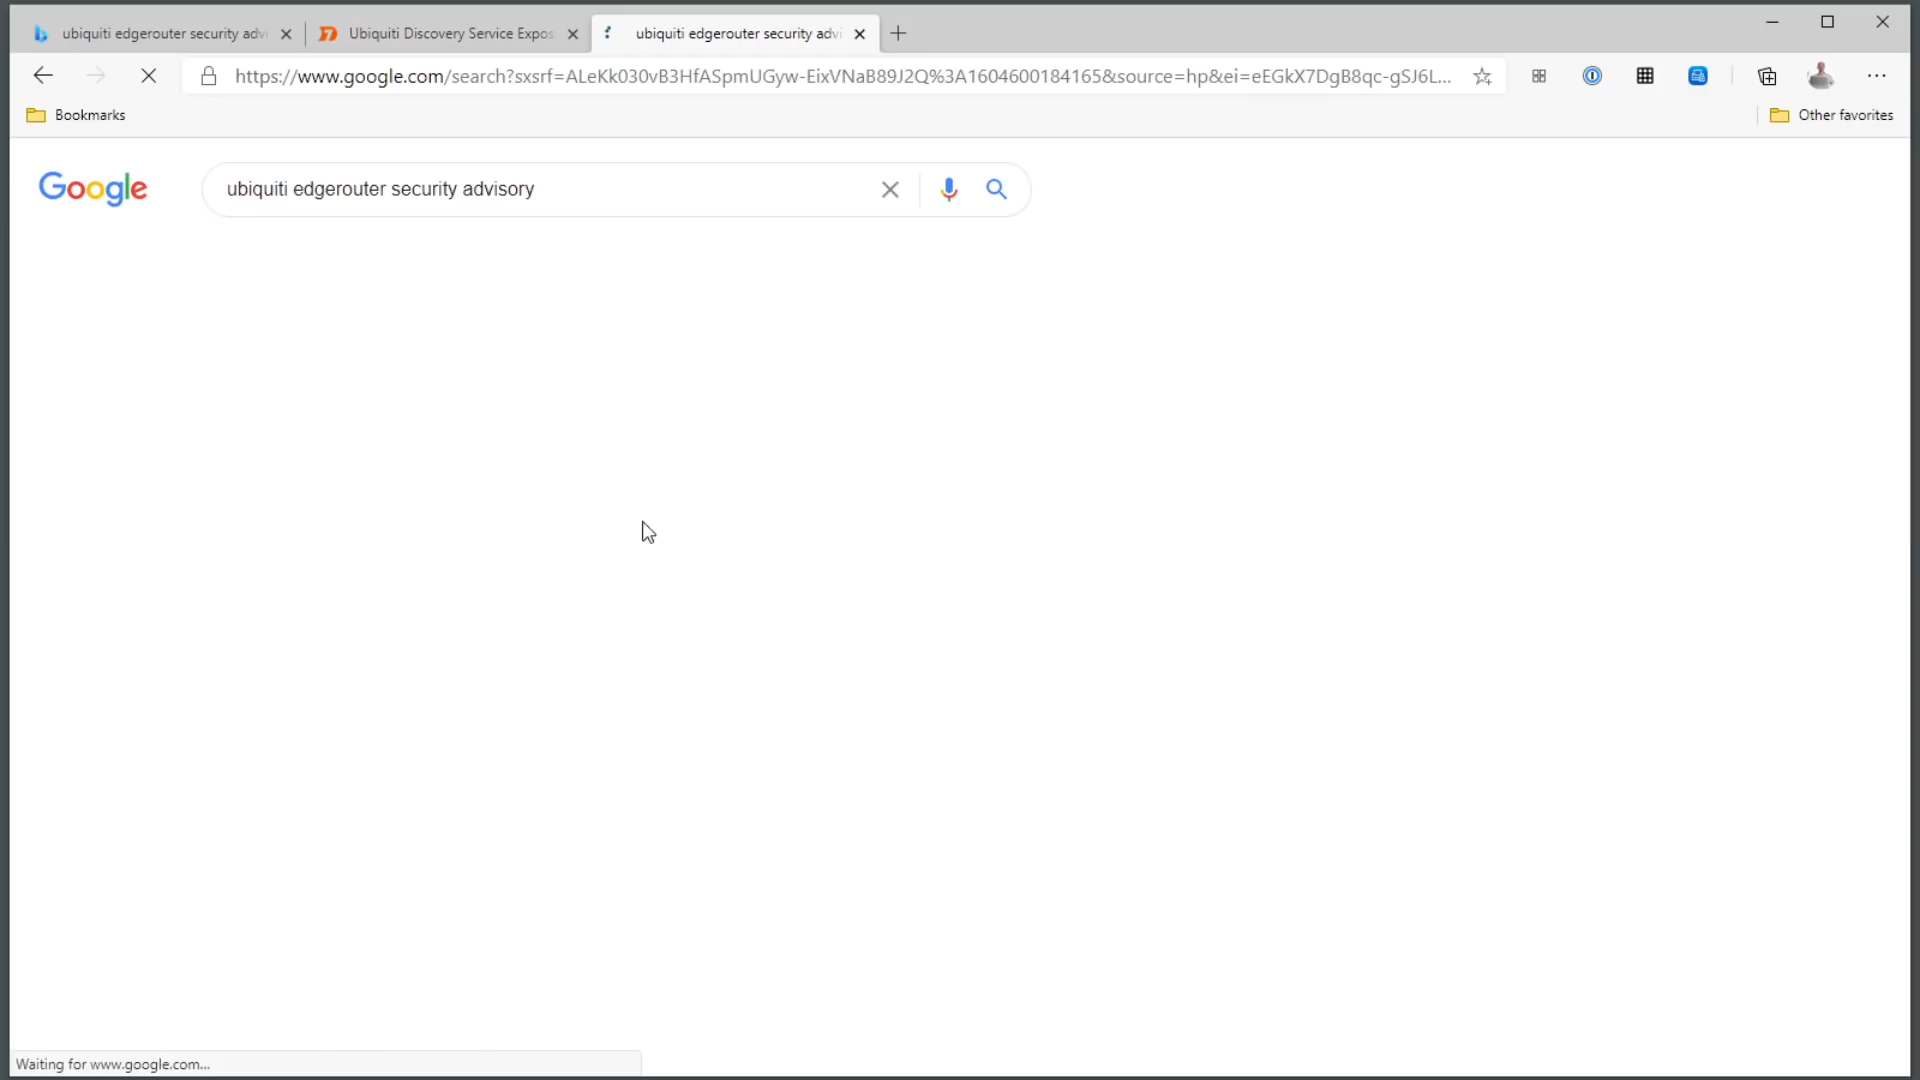 ubiquiti edgerouter security adv
Ubiquiti Discovery Service Expos
ubiquiti edgerouter security advi
https://www.google.com/search?sxsrf=ALeKk030vB3HfASpmUGyw-EixVNaB89J2Q%3A1604600184165&source=hp&ei=eEGkX7DgB8qc-gSJ6L...
Bookmarks
Other favorites
Google
ubiquiti edgerouter security advisory
Waiting for www.google.com...